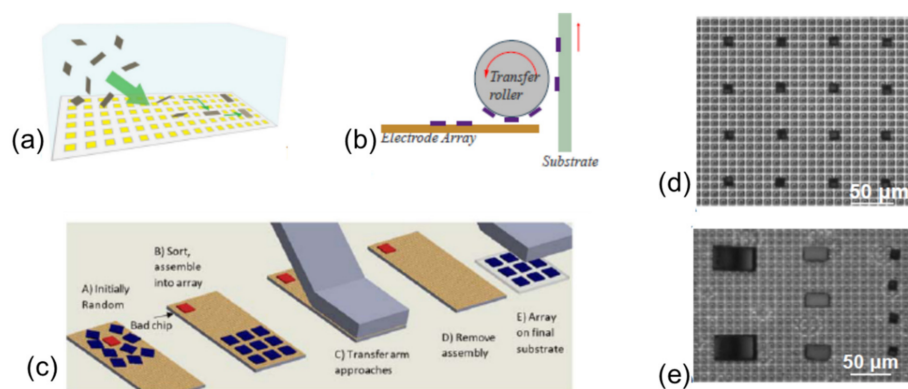 (a)
(b)
Transfer
roller
Electrode Array
Substrate
(c)
A) Initially
Random
Bad chip
B) Sort,
assemble
into array
C) Transfer arm
approaches
D) Remove
assembly
E) Array
on final
substrate
(d)
50 µm
(e)
50 µm